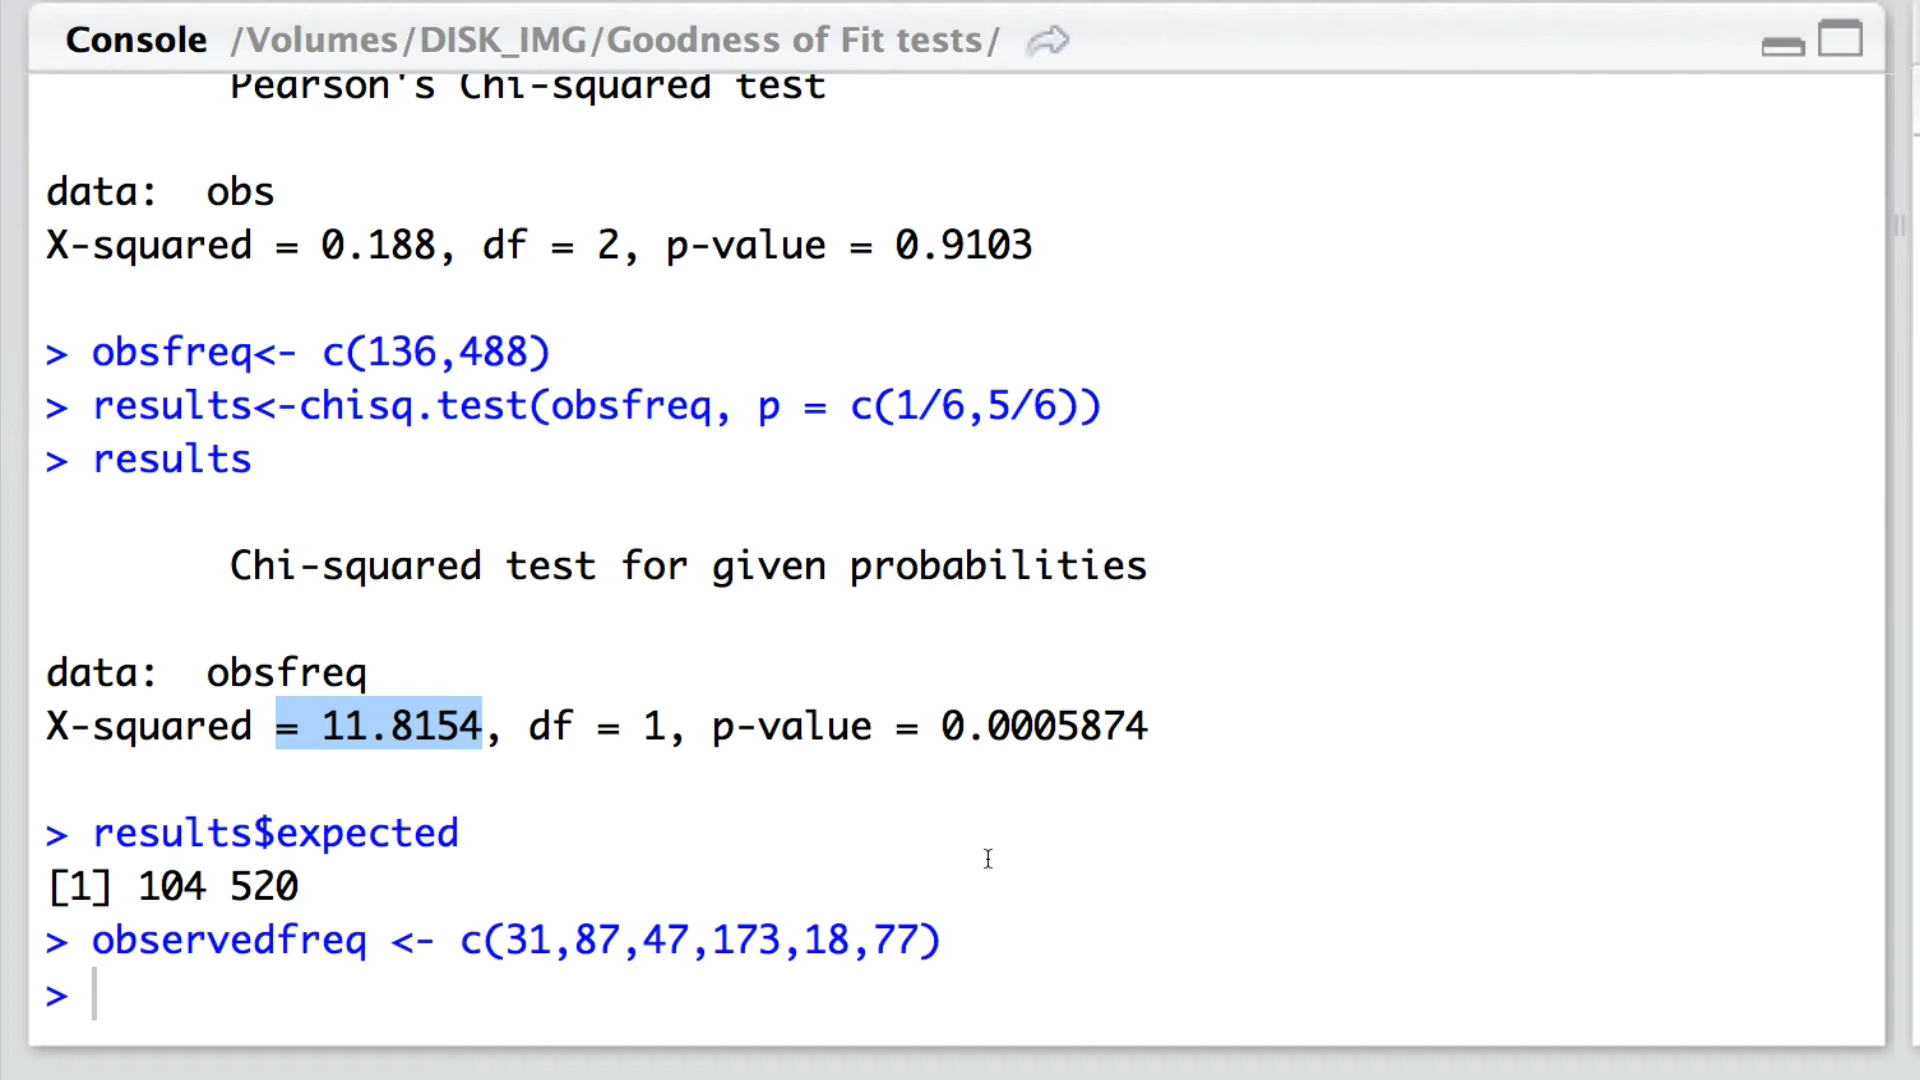 Console /Volumes/DISK_IMG/Goodness of Fit tests/
Pearson's Chi-squared test
data: obs
X-squared = 0.188, df = 2, p-value = 0.9103
> obsfreq<- c(136,488)
> results<-chisq.test(obsfreq, p = c(1/6,5/6))
> results
Chi-squared test for given probabilities
data: obsfreq
X-squared = 11.8154, df = 1, p-value = 0.0005874
> results$expected
[1] 104 520
> observedfreq <- c(31,87,47,173,18,77)
>